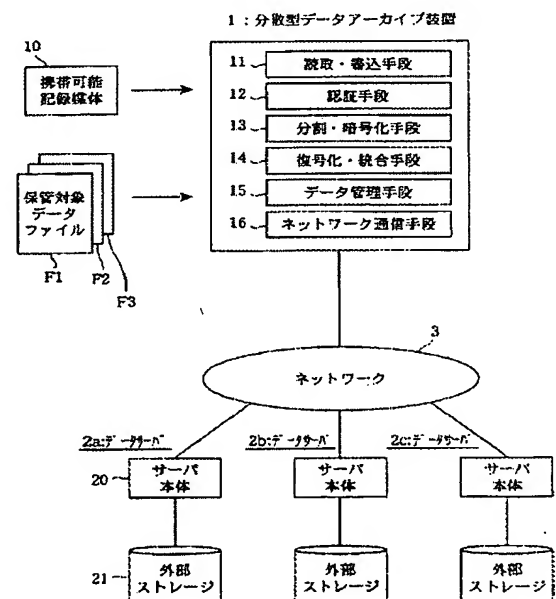 1：分散型データアーカイブ装置
10
携帯可能
記録媒体
11
読取・書込手段
12
認証手段
13
分割・暗号化手段
14
復号化・統合手段
15
データ管理手段
16
ネットワーク通信手段
保管対象
データ
ファイル
F1
F2
F3
3
ネットワーク
2a:ﾃﾞｰﾀｻｰﾊﾞ
2b:ﾃﾞｰﾀｻｰﾊﾞ
2c:ﾃﾞｰﾀｻｰﾊﾞ
20
サーバ
本体
サーバ
本体
サーバ
本体
21
外部
ストレージ
外部
ストレージ
外部
ストレージ